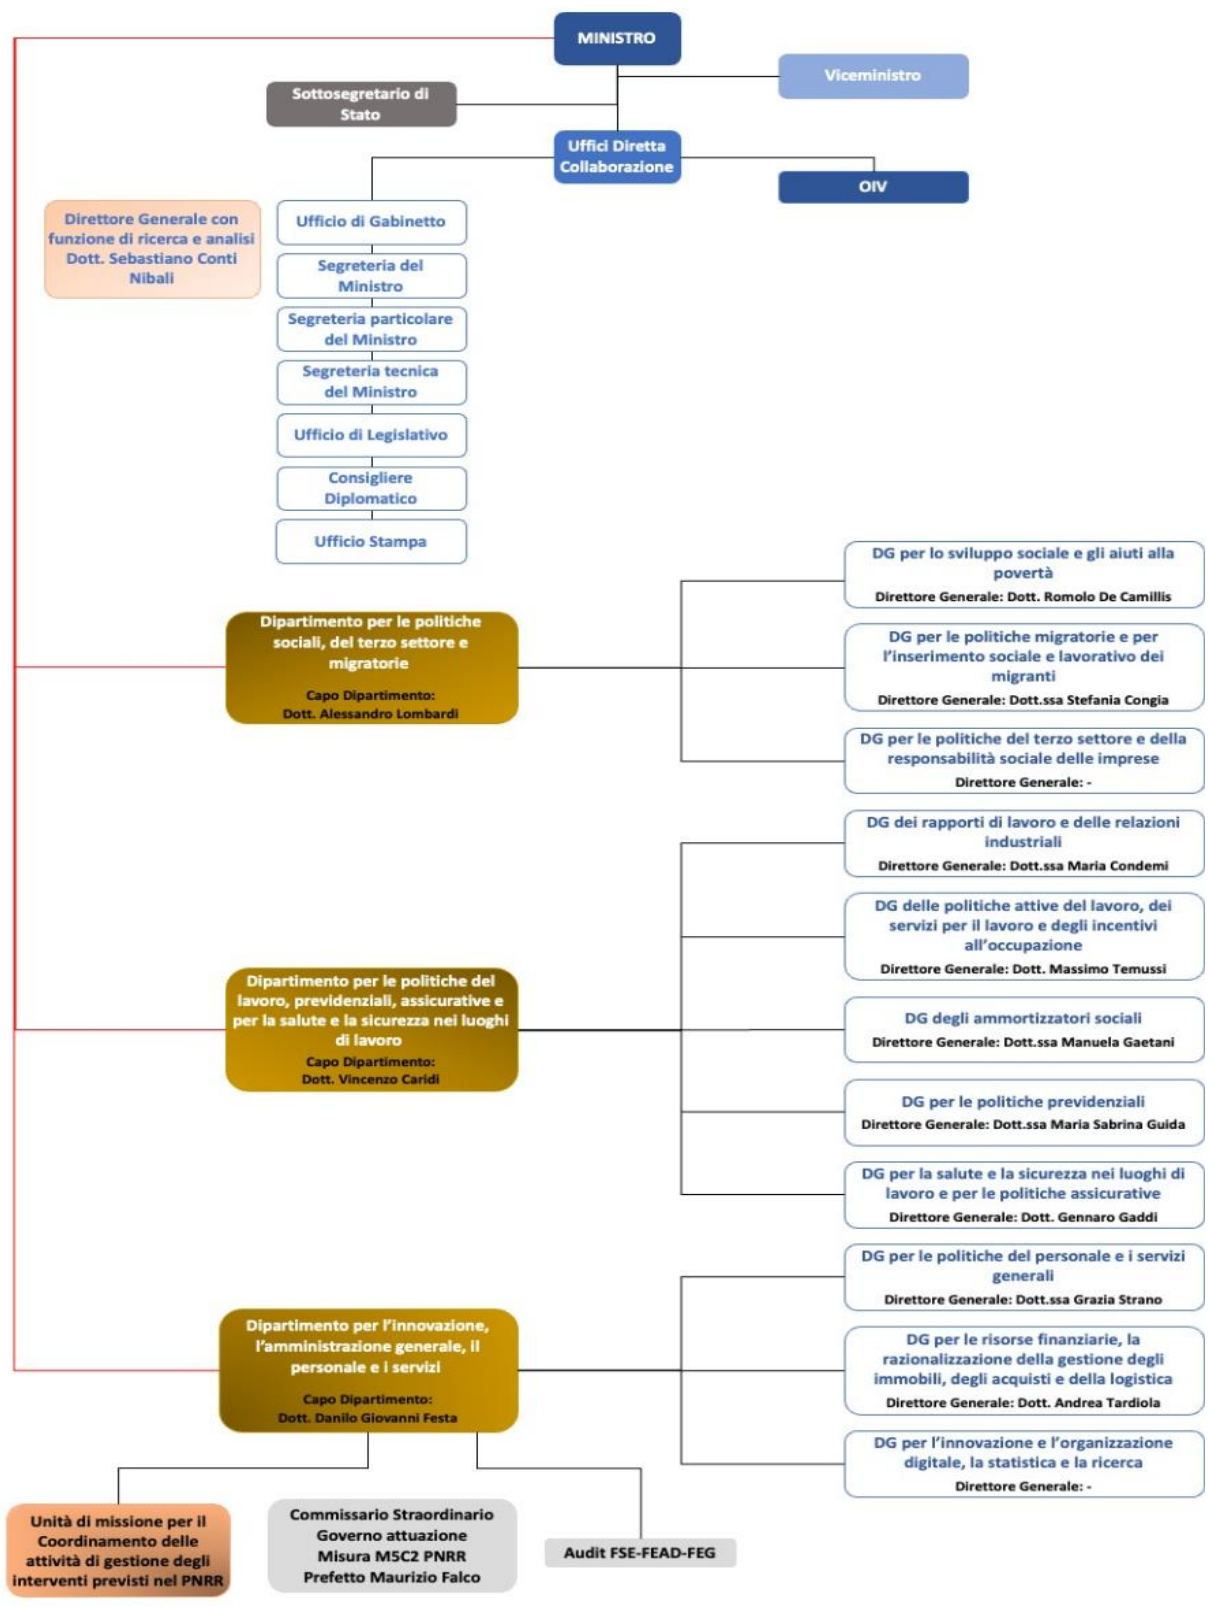 MINISTRO
Viceministro
Sottosegretario di
Stato
Uffici Diretta
Collaborazione
OIV
Direttore Generale con
funzione di ricerca e analisi
Dott. Sebastiano Conti
Nibali
Ufficio di Gabinetto
Segreteria del
Ministro
Segreteria particolare
del Ministro
Segreteria tecnica
del Ministro
Ufficio di Legislativo
Consigliere
Diplomatico
Ufficio Stampa
Dipartimento per le politiche
sociali, del terzo settore e
migratorie
Capo Dipartimento:
Dott. Alessandro Lombardi
DG per lo sviluppo sociale e gli aiuti alla
povertà
Direttore Generale: Dott. Romolo De Camillis
DG per le politiche migratorie e per
l'inserimento sociale e lavorativo dei
migranti
Direttore Generale: Dott.ssa Stefania Congia
DG per le politiche del terzo settore e della
responsabilità sociale delle imprese
Direttore Generale: -
Dipartimento per le politiche del
lavoro, previdenziali, assicurative e
per la salute e la sicurezza nei luoghi
di lavoro
Capo Dipartimento:
Dott. Vincenzo Caridi
DG dei rapporti di lavoro e delle relazioni
industriali
Direttore Generale: Dott.ssa Maria Condemi
DG delle politiche attive del lavoro, dei
servizi per il lavoro e degli incentivi
all'occupazione
Direttore Generale: Dott. Massimo Temussi
DG degli ammortizzatori sociali
Direttore Generale: Dott.ssa Manuela Gaetani
DG per le politiche previdenziali
Direttore Generale: Dott.ssa Maria Sabrina Guida
DG per la salute e la sicurezza nei luoghi di
lavoro e per le politiche assicurative
Direttore Generale: Dott. Gennaro Gaddi
Dipartimento per l'innovazione,
l'amministrazione generale, il
personale e i servizi
Capo Dipartimento:
Dott. Danilo Giovanni Festa
DG per le politiche del personale e i servizi
generali
Direttore Generale: Dott.ssa Grazia Strano
DG per le risorse finanziarie, la
razionalizzazione della gestione degli
immobili, degli acquisti e della logistica
Direttore Generale: Dott. Andrea Tardiola
DG per l'innovazione e l'organizzazione
digitale, la statistica e la ricerca
Direttore Generale: -
Unità di missione per il
Coordinamento delle
attività di gestione degli
interventi previsti nel PNRR
Commissario Straordinario
Governo attuazione
Misura M5C2 PNRR
Prefetto Maurizio Falco
Audit FSE-FEAD-FEG